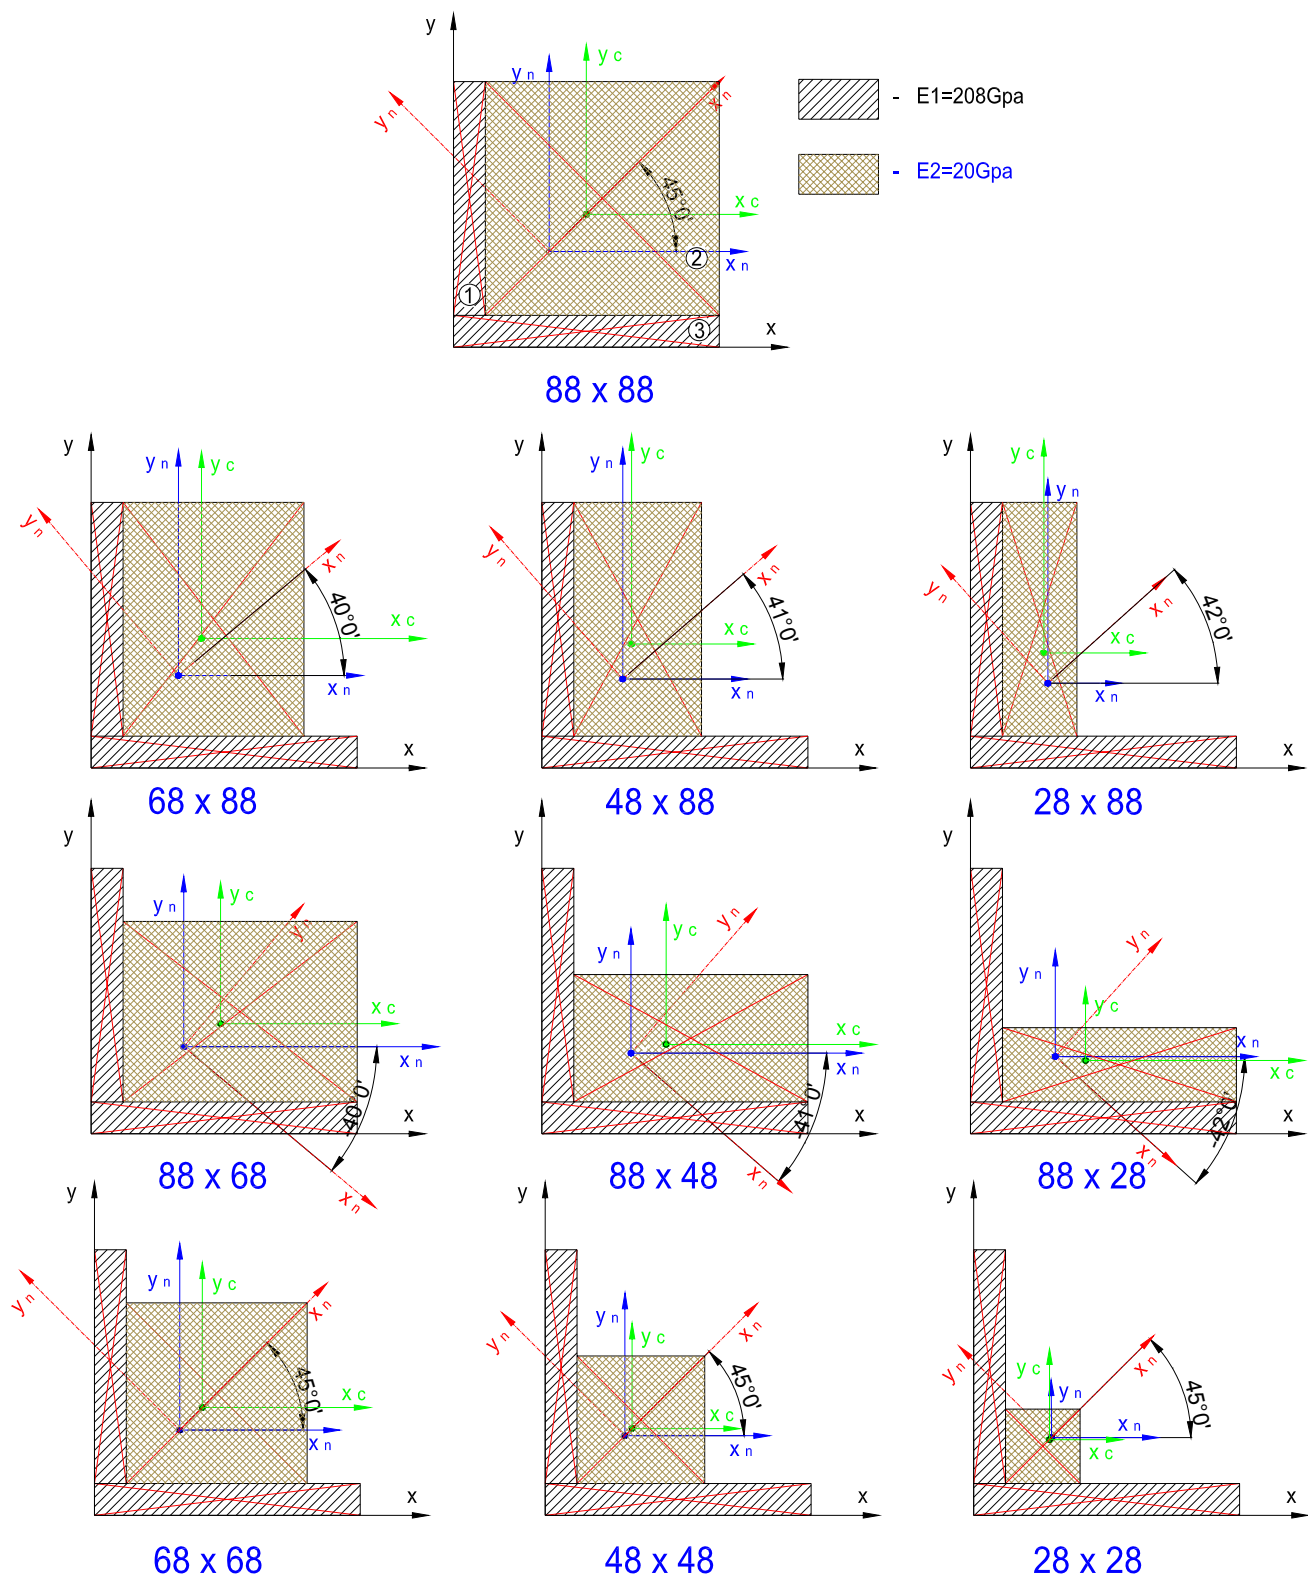 y
y c
y n
x n
y n
- E1=208Gpa
45°0'
- E2=20Gpa
x c
2
x n
1
3
x
88 x 88
y
y n
y c
y n
x n
40°0'
x c
x n
x
68 x 88
y
y n
y c
y n
x n
41°0'
x c
x n
x
48 x 88
y
y c
y n
y n
x n
42°0'
x c
x n
x
28 x 88
y
y n
y c
y n
x c
x n
-40°0'
x
x n
88 x 68
y
y n
y c
y n
x c
x n
-41°0'
x
x n
88 x 48
y
y n
y n
y c
x n
x c
-42°0'
x
x n
88 x 28
y
y n
y c
y n
x n
45°0'
x c
x n
x
68 x 68
y
y n
y c
y n
x n
45°0'
x c
x n
x
48 x 48
y
y c
y n
y n
x n
45°0'
x n
x c
x
28 x 28